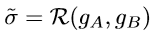 σ̃ = ℛ(g_A, g_B)